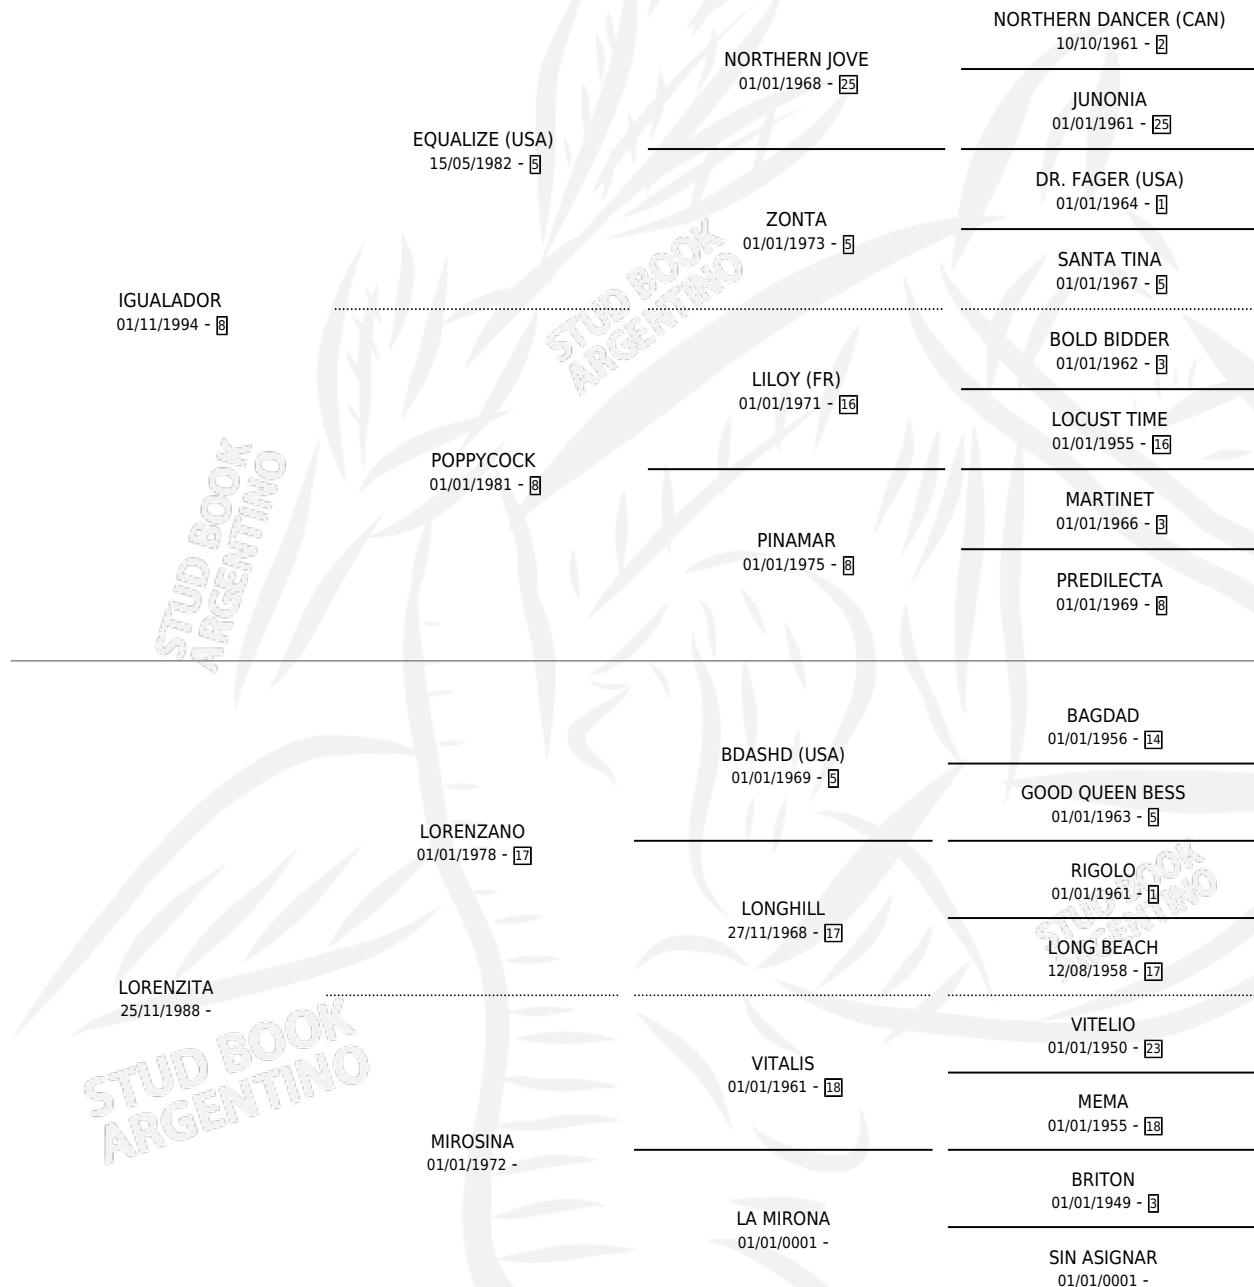 NORTHERN DANCER (CAN)
10/10/1961 - 2
NORTHERN JOVE
01/01/1968 - 25
JUNONIA
01/01/1961 - 25
EQUALIZE (USA)
15/05/1982 - 5
DR. FAGER (USA)
01/01/1964 - 1
ZONTA
01/01/1973 - 5
SANTA TINA
01/01/1967 - 5
IGUALADOR
01/11/1994 - 8
STUD BOOK
ARGENTINO
BOLD BIDDER
01/01/1962 - 3
LILOY (FR)
01/01/1971 - 16
LOCUST TIME
01/01/1955 - 16
POPPYCOCK
01/01/1981 - 8
MARTINET
01/01/1966 - 3
PINAMAR
01/01/1975 - 8
PREDILECTA
01/01/1969 - 8
STUD BOOK
ARGENTINO
BAGDAD
01/01/1956 - 14
BDASHD (USA)
01/01/1969 - 5
GOOD QUEEN BESS
01/01/1963 - 5
LORENZANO
01/01/1978 - 17
RIGOLO
01/01/1961 - 1
LONGHILL
27/11/1968 - 17
STUD BOOK
ARGENTINO
LONG BEACH
12/08/1958 - 17
LORENZITA
25/11/1988 -
STUD BOOK
ARGENTINO
VITELIO
01/01/1950 - 23
VITALIS
01/01/1961 - 18
MEMA
01/01/1955 - 18
MIROSINA
01/01/1972 -
BRITON
01/01/1949 - 3
LA MIRONA
01/01/0001 -
SIN ASIGNAR
01/01/0001 -